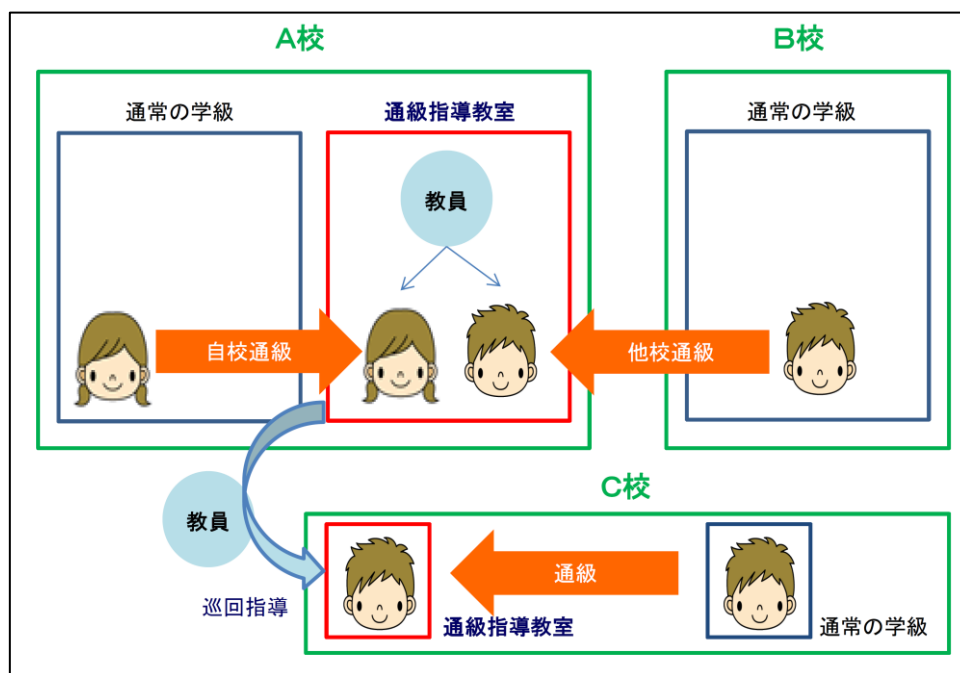 A校
B校
通常の学級
通級指導教室
通常の学級
教員
自校通級
他校通級
C校
教員
通級
巡回指導
通級指導教室
通常の学級